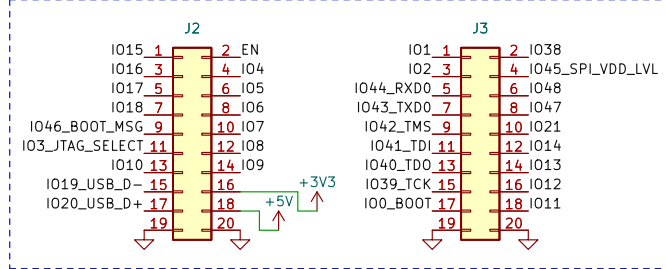 J2 J3
IO15 1 2 EN IO1 1 2 IO38
IO16 3 4 IO4 IO2 3 4 IO45_SPI_VDD_LVL
IO17 5 6 IO5 IO44_RXD0 5 6 IO48
IO18 7 8 IO6 IO43_TXD0 7 8 IO47
IO46_BOOT_MSG 9 10 IO7 IO42_TMS 9 10 IO21
IO3_JTAG_SELECT 11 12 IO8 IO41_TDI 11 12 IO14
IO10 13 14 IO9 IO40_TDO 13 14 IO13
IO19_USB_D- 15 16 +3V3 IO39_TCK 15 16 IO12
IO20_USB_D+ 17 18 +5V IO0_BOOT 17 18 IO11
19 20 19 20